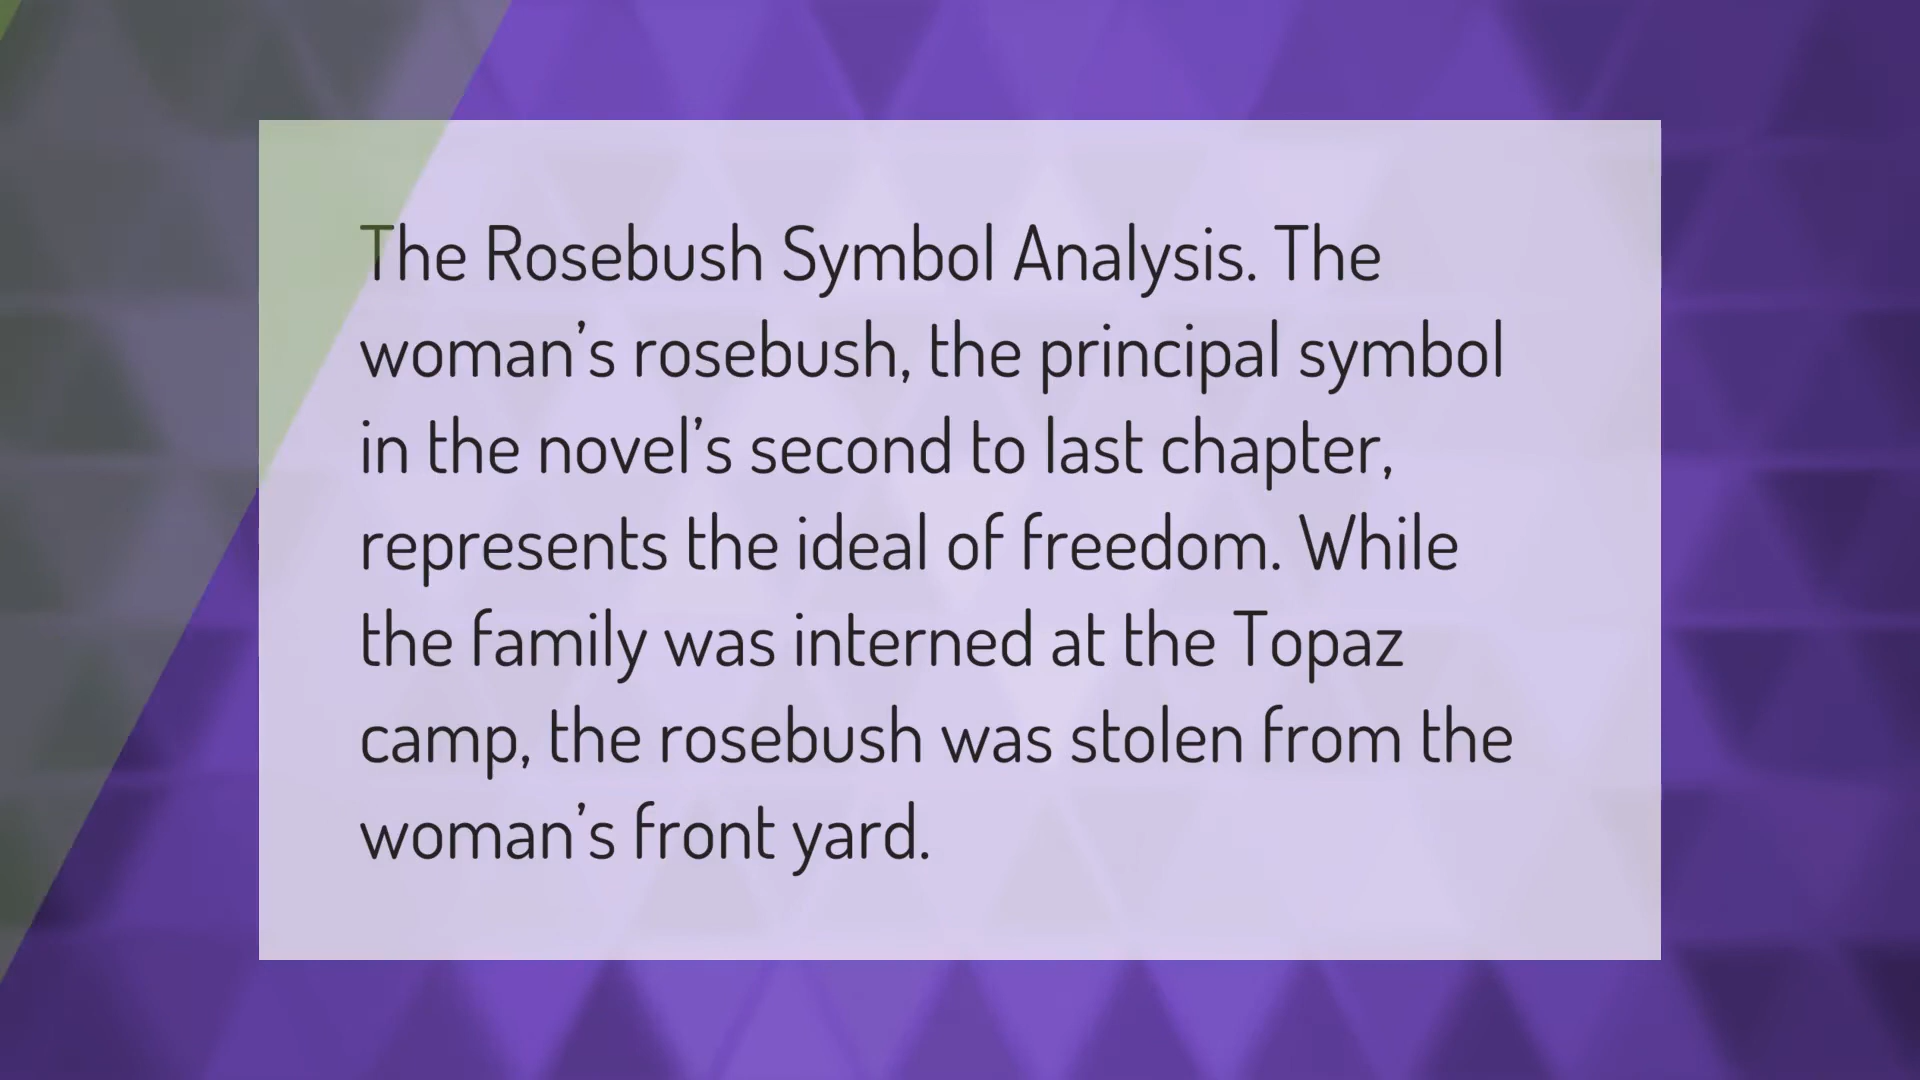 The Rosebush Symbol Analysis. The
woman’s rosebush, the principal symbol
in the novel’s second to last chapter,
represents the ideal of freedom. While
the family was interned at the Topaz
camp, the rosebush was stolen from the
woman’s front yard.